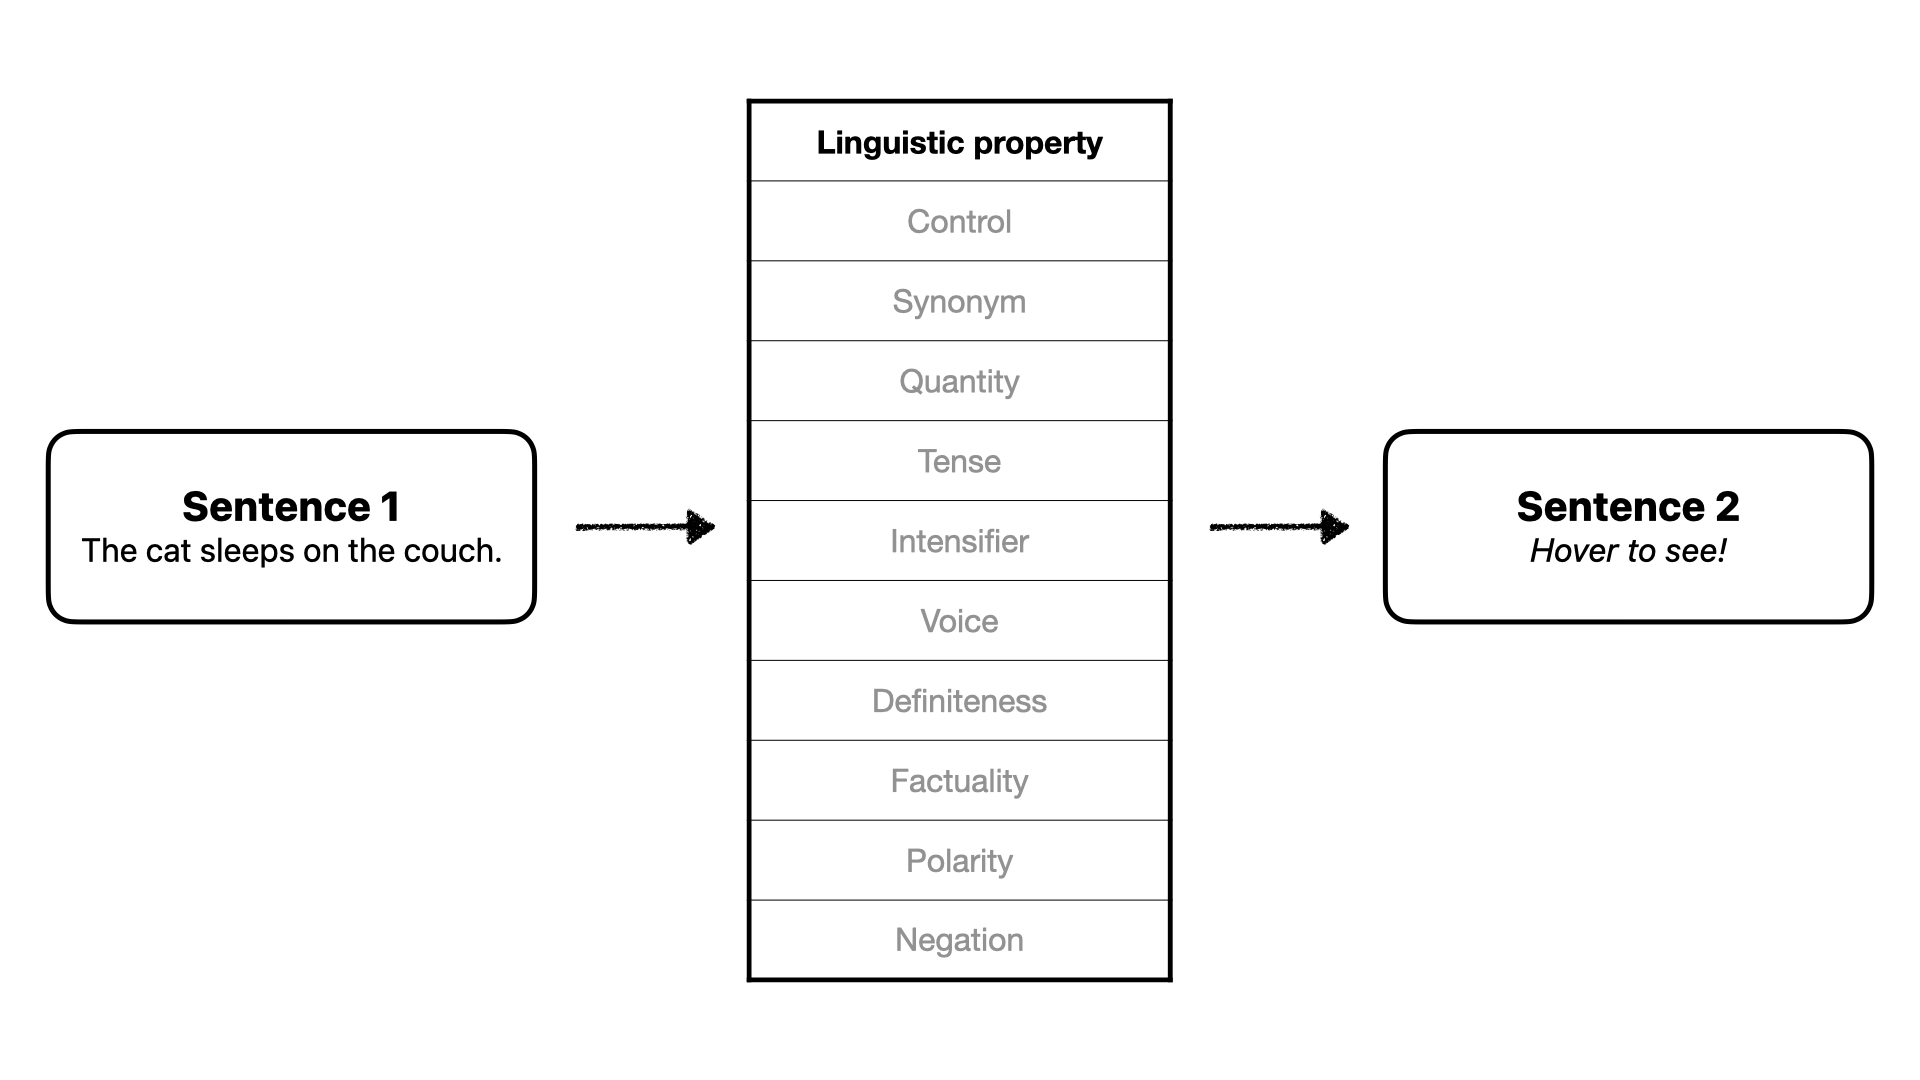 Sentence 1
The cat sleeps on the couch.
Linguistic property
Control
Synonym
Quantity
Tense
Intensifier
Voice
Definiteness
Factuality
Polarity
Negation
Sentence 2
Hover to see!